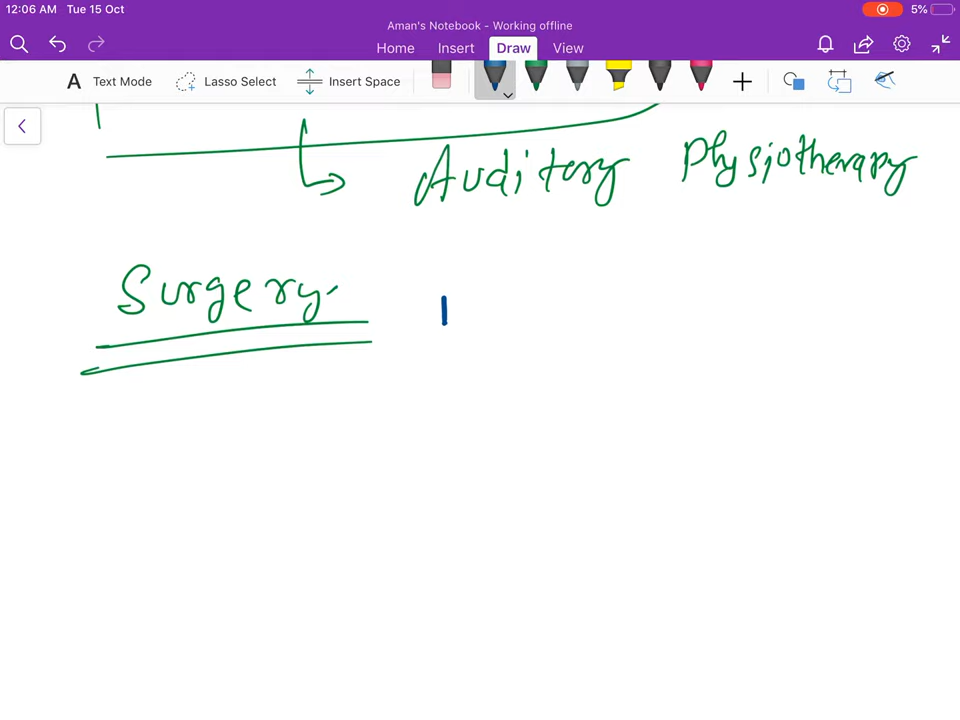 12:06 AM Tue 15 Oct 5%
Aman's Notebook - Working offline
Home Insert Draw View
A Text Mode Lasso Select Insert Space
Auditory Physiotherapy
Surgery